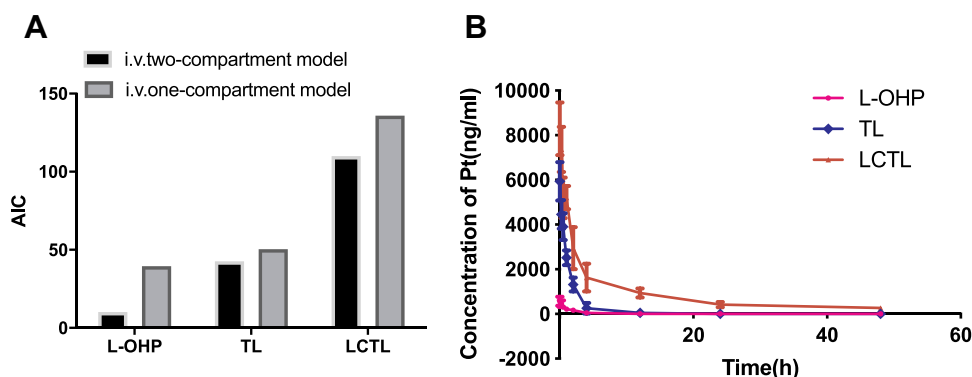 A
i.v.two-compartment model
i.v.one-compartment model
AIC
150
100
50
0
L-OHP
TL
LCTL
B
Concentration of Pt(ng/ml)
10000
8000
6000
4000
2000
0
-2000
20
40
60
Time(h)
L-OHP
TL
LCTL